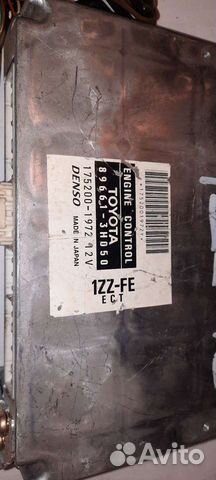 ENGINE CONTROL
TOYOTA
89661-3H050
175200-1972 12V
DENSO MADE IN JAPAN
1ZZ-FE
ECT
Avito